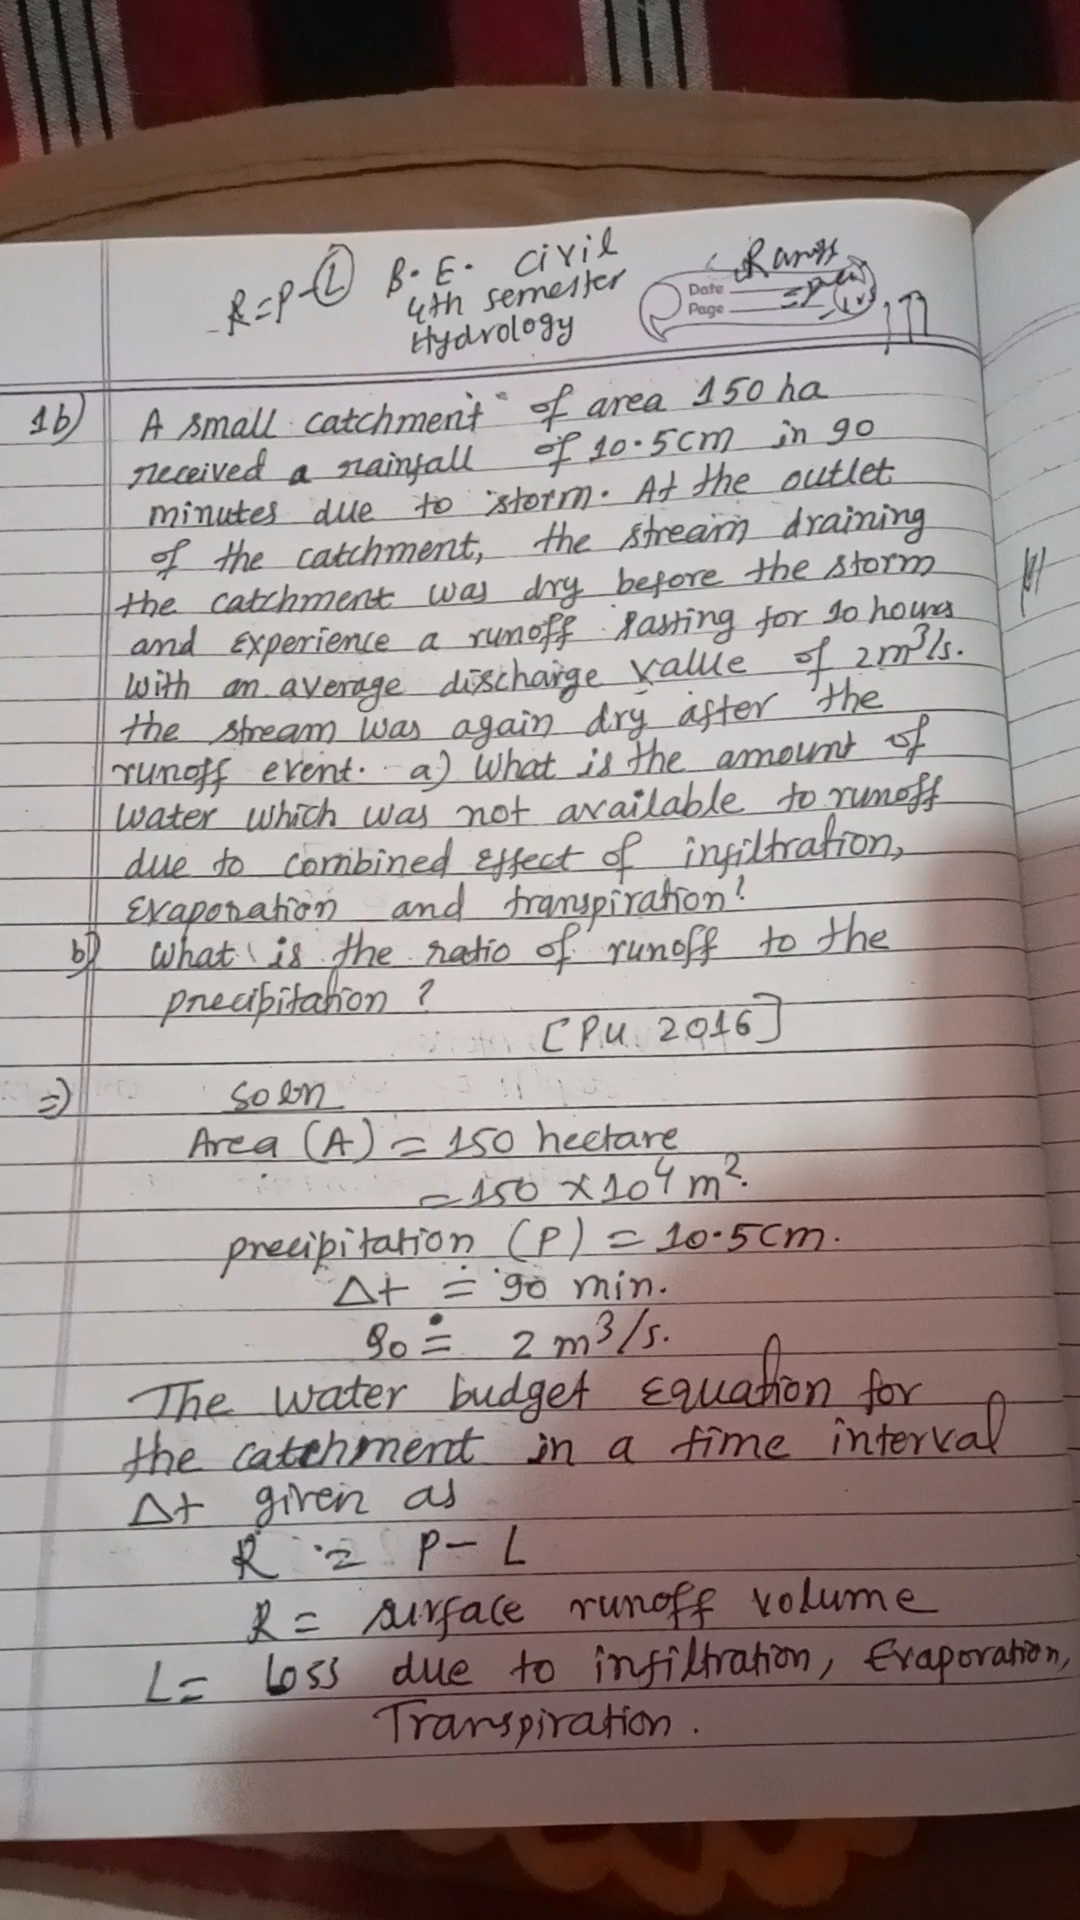 R=P-L B.E. civil
4th semester
Hydrology
Date
Page
1b) A small catchment of area 150 ha
received a rainfall of 10.5cm in 90
minutes due to storm. At the outlet
of the catchment, the stream draining
the catchment was dry before the storm
and experience a runoff lasting for 10 hours
with an average discharge value of 2m³/s.
the stream was again dry after the
runoff event. a) What is the amount of
water which was not available to runoff
due to combined effect of infiltration,
Evaporation and transpiration?
b) What is the ratio of runoff to the
precipitation?
[PU 2016]
=> Soln
Area (A) = 150 hectare
= 150 × 10⁴ m².
precipitation (P) = 10.5cm.
Δt = 90 min.
= 2 m³/s.
The water budget Equation for
the catchment in a time interval
Δt given as
R = P - L
R = surface runoff volume
L = Loss due to infiltration, Evaporation,
Transpiration.